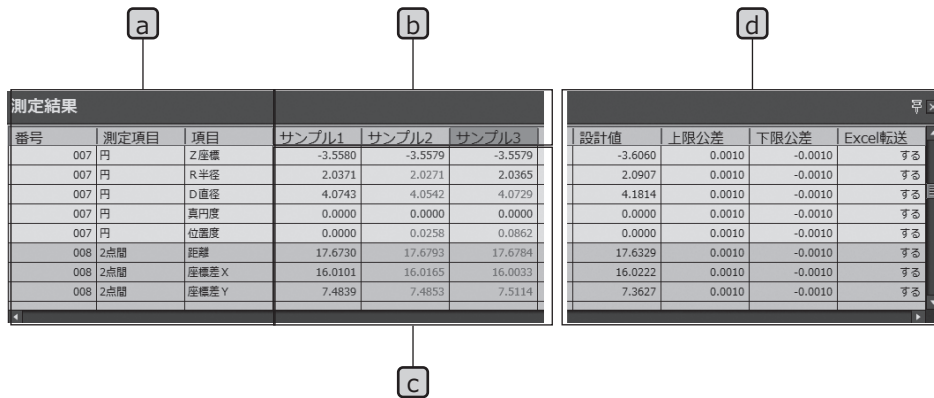 a b d
測定結果
番号 測定項目 項目 サンプル1 サンプル2 サンプル3 設計値 上限公差 下限公差 Excel転送
007 円 Z座標 -3.5580 -3.5579 -3.5579 -3.6060 0.0010 -0.0010 する
007 円 R半径 2.0371 2.0271 2.0365 2.0907 0.0010 -0.0010 する
007 円 D直径 4.0743 4.0542 4.0729 4.1814 0.0010 -0.0010 する
007 円 真円度 0.0000 0.0000 0.0000 0.0000 0.0010 -0.0010 する
007 円 位置度 0.0000 0.0258 0.0862 0.0000 0.0010 -0.0010 する
008 2点間 距離 17.6730 17.6793 17.6784 17.6329 0.0010 -0.0010 する
008 2点間 座標差X 16.0101 16.0165 16.0033 16.0222 0.0010 -0.0010 する
008 2点間 座標差Y 7.4839 7.4853 7.5114 7.3627 0.0010 -0.0010 する
c